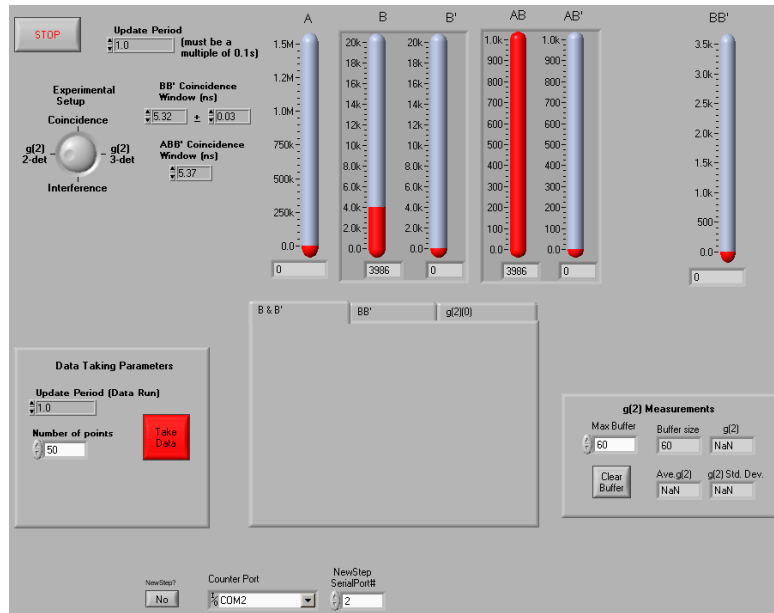 STOP
Update Period
1.0
(must be a
multiple of 0.1s)
Experimental
Setup
Coincidence
g(2)
2-det
g(2)
3-det
Interference
BB' Coincidence
Window (ns)
5.32 ± 0.03
ABB' Coincidence
Window (ns)
5.37
A
1.5M
1.2M
1.0M
750k
500k
250k
0.0
0
B
20k
18k
16k
14k
12k
10k
8.0k
6.0k
4.0k
2.0k
0.0
3986
B'
20k
18k
16k
14k
12k
10k
8.0k
6.0k
4.0k
2.0k
0.0
0
AB
1.0k
900
800
700
600
500
400
300
200
100
0.0
3986
AB'
1.0k
900
800
700
600
500
400
300
200
100
0.0
0
BB'
3.5k
3.0k
2.5k
2.0k
1.5k
1.0k
500
0.0
0
B & B'
BB'
g(2)(0)
Data Taking Parameters
Update Period (Data Run)
1.0
Number of points
50
Take
Data
g(2) Measurements
Max Buffer
60
Buffer size
60
g(2)
NaN
Clear
Buffer
Ave.g(2)
NaN
g(2) Std. Dev.
NaN
NewStep?
No
Counter Port
COM2
NewStep
SerialPort#
2